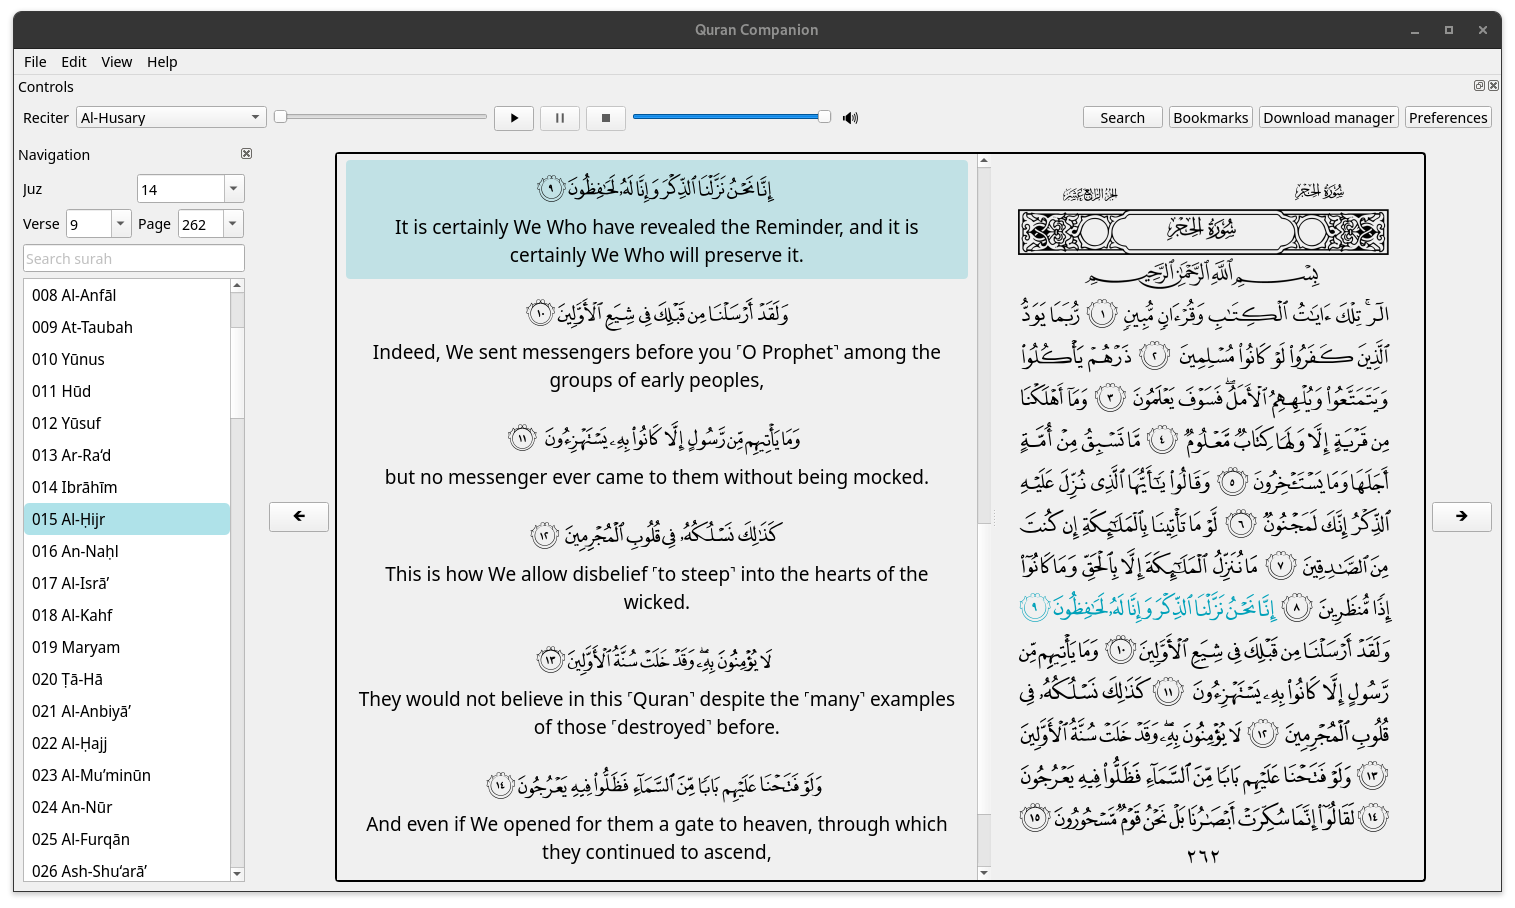 Quran Companion
File Edit View Help
Controls
Reciter Al-Husary Search Bookmarks Download manager Preferences
Navigation
Juz 14
Verse 9 Page 262
Search surah
008 Al-Anfāl
009 At-Taubah
010 Yūnus
011 Hūd
012 Yūsuf
013 Ar-Ra‘d
014 Ibrāhīm
015 Al-Ḥijr
016 An-Naḥl
017 Al-Isrā’
018 Al-Kahf
019 Maryam
020 Ṭā-Hā
021 Al-Anbiyā’
022 Al-Ḥajj
023 Al-Mu’minūn
024 An-Nūr
025 Al-Furqān
026 Ash-Shu‘arā’
إِنَّا نَحْنُ نَزَّلْنَا ٱلذِّكْرَ وَإِنَّا لَهُۥ لَحَـٰفِظُونَ ٩
It is certainly We Who have revealed the Reminder, and it is
certainly We Who will preserve it.
وَلَقَدْ أَرْسَلْنَا مِن قَبْلِكَ فِى شِيَعِ ٱلْأَوَّلِينَ ١٠
Indeed, We sent messengers before you ˹O Prophet˺ among the
groups of early peoples,
وَمَا يَأْتِيهِم مِّن رَّسُولٍ إِلَّا كَانُوا۟ بِهِۦ يَسْتَهْزِءُونَ ١١
but no messenger ever came to them without being mocked.
كَذَٰلِكَ نَسْلُكُهُۥ فِى قُلُوبِ ٱلْمُجْرِمِينَ ١٢
This is how We allow disbelief ˹to steep˺ into the hearts of the
wicked.
لَا يُؤْمِنُونَ بِهِۦ ۖ وَقَدْ خَلَتْ سُنَّةُ ٱلْأَوَّلِينَ ١٣
They would not believe in this ˹Quran˺ despite the ˹many˺ examples
of those ˹destroyed˺ before.
وَلَوْ فَتَحْنَا عَلَيْهِم بَابًا مِّنَ ٱلسَّمَآءِ فَظَلُّوا۟ فِيهِ يَعْرُجُونَ ١٤
And even if We opened for them a gate to heaven, through which
they continued to ascend,
سُورَةُ الحِجْر الجزء الرابع عشر
سُورَةُ الحِجْر
بِسْمِ ٱللَّهِ ٱلرَّحْمَـٰنِ ٱلرَّحِيمِ
الٓر ۚ تِلْكَ ءَايَـٰتُ ٱلْكِتَـٰبِ وَقُرْءَانٍ مُّبِينٍ ١ رُّبَمَا يَوَدُّ
ٱلَّذِينَ كَفَرُوا۟ لَوْ كَانُوا۟ مُسْلِمِينَ ٢ ذَرْهُمْ يَأْكُلُوا۟
وَيَتَمَتَّعُوا۟ وَيُلْهِهِمُ ٱلْأَمَلُ ۖ فَسَوْفَ يَعْلَمُونَ ٣ وَمَآ أَهْلَكْنَا
مِن قَرْيَةٍ إِلَّا وَلَهَا كِتَابٌ مَّعْلُومٌ ٤ مَّا تَسْبِقُ مِنْ أُمَّةٍ
أَجَلَهَا وَمَا يَسْتَـْٔخِرُونَ ٥ وَقَالُوا۟ يَـٰٓأَيُّهَا ٱلَّذِى نُزِّلَ عَلَيْهِ
ٱلذِّكْرُ إِنَّكَ لَمَجْنُونٌ ٦ لَّوْ مَا تَأْتِينَا بِٱلْمَلَـٰٓئِكَةِ إِن كُنتَ
مِنَ ٱلصَّـٰدِقِينَ ٧ مَا نُنَزِّلُ ٱلْمَلَـٰٓئِكَةَ إِلَّا بِٱلْحَقِّ وَمَا كَانُوٓا۟
إِذًا مُّنظَرِينَ ٨ إِنَّا نَحْنُ نَزَّلْنَا ٱلذِّكْرَ وَإِنَّا لَهُۥ لَحَـٰفِظُونَ ٩
وَلَقَدْ أَرْسَلْنَا مِن قَبْلِكَ فِى شِيَعِ ٱلْأَوَّلِينَ ١٠ وَمَا يَأْتِيهِم مِّن
رَّسُولٍ إِلَّا كَانُوا۟ بِهِۦ يَسْتَهْزِءُونَ ١١ كَذَٰلِكَ نَسْلُكُهُۥ فِى
قُلُوبِ ٱلْمُجْرِمِينَ ١٢ لَا يُؤْمِنُونَ بِهِۦ ۖ وَقَدْ خَلَتْ سُنَّةُ ٱلْأَوَّلِينَ
١٣ وَلَوْ فَتَحْنَا عَلَيْهِم بَابًا مِّنَ ٱلسَّمَآءِ فَظَلُّوا۟ فِيهِ يَعْرُجُونَ
١٤ لَقَالُوٓا۟ إِنَّمَا سُكِّرَتْ أَبْصَـٰرُنَا بَلْ نَحْنُ قَوْمٌ مَّسْحُورُونَ ١٥
٢٦٢